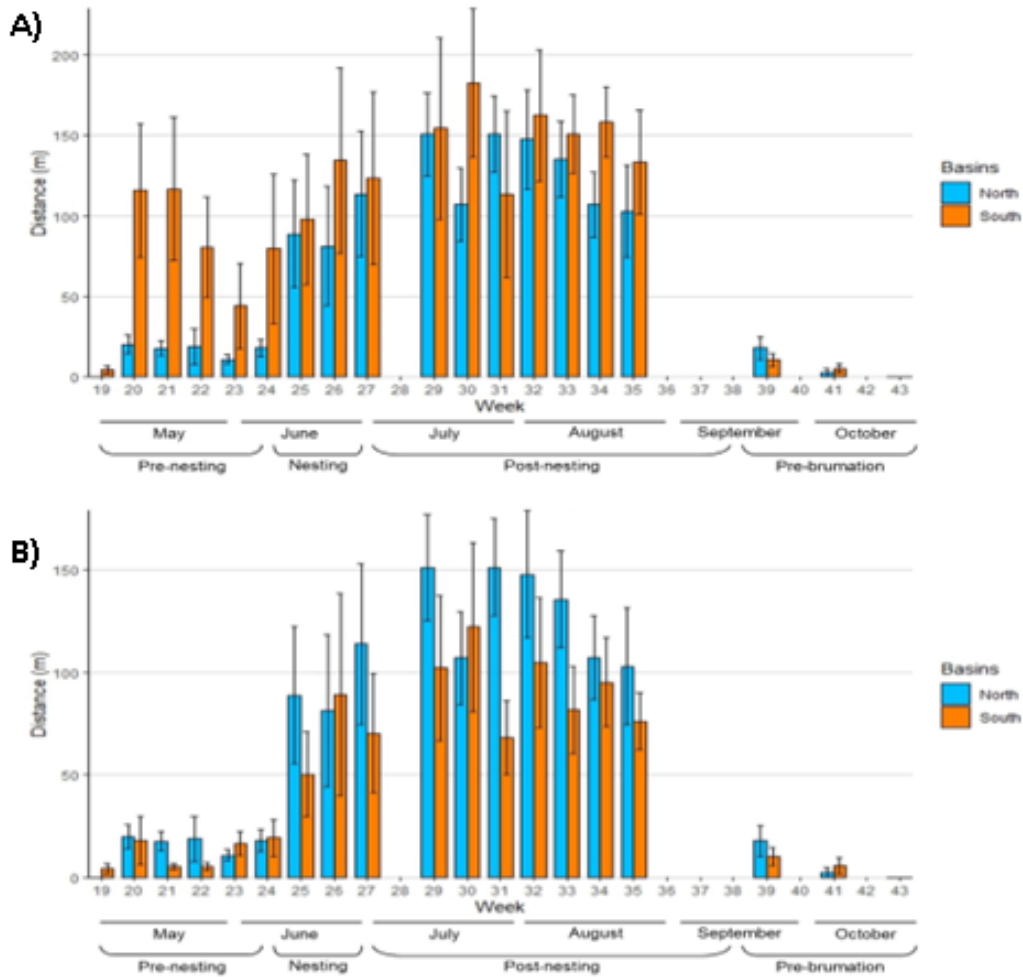 A)
200
150
100
50
0
Distance (m)
19 20 21 22 23 24 25 26 27 28 29 30 31 32 33 34 35 36 37 38 39 40 41 42 43
Week
May June July August September October
Pre-nesting Nesting Post-nesting Pre-brumation
Basins
North
South
B)
150
100
50
0
Distance (m)
19 20 21 22 23 24 25 26 27 28 29 30 31 32 33 34 35 36 37 38 39 40 41 42 43
Week
May June July August September October
Pre-nesting Nesting Post-nesting Pre-brumation
Basins
North
South